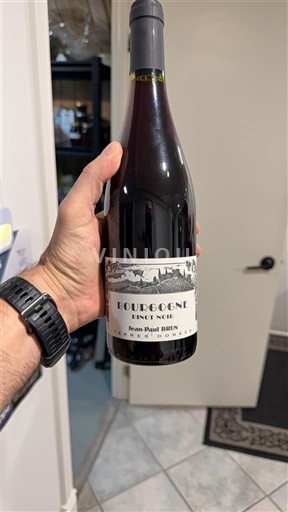 VINIOU
BOURGOGNE
PINOT NOIR
Jean-Paul BRUN
TERRES DORÉES